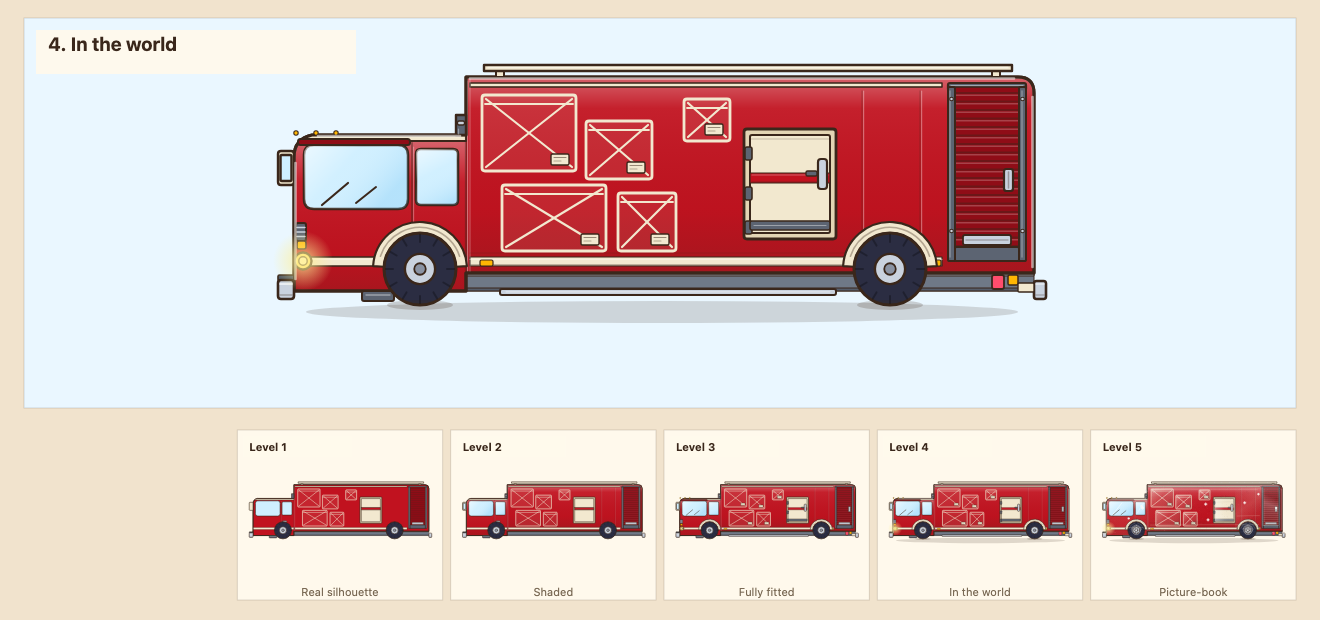 4. In the world
Level 1
Level 2
Level 3
Level 4
Level 5
Real silhouette
Shaded
Fully fitted
In the world
Picture-book